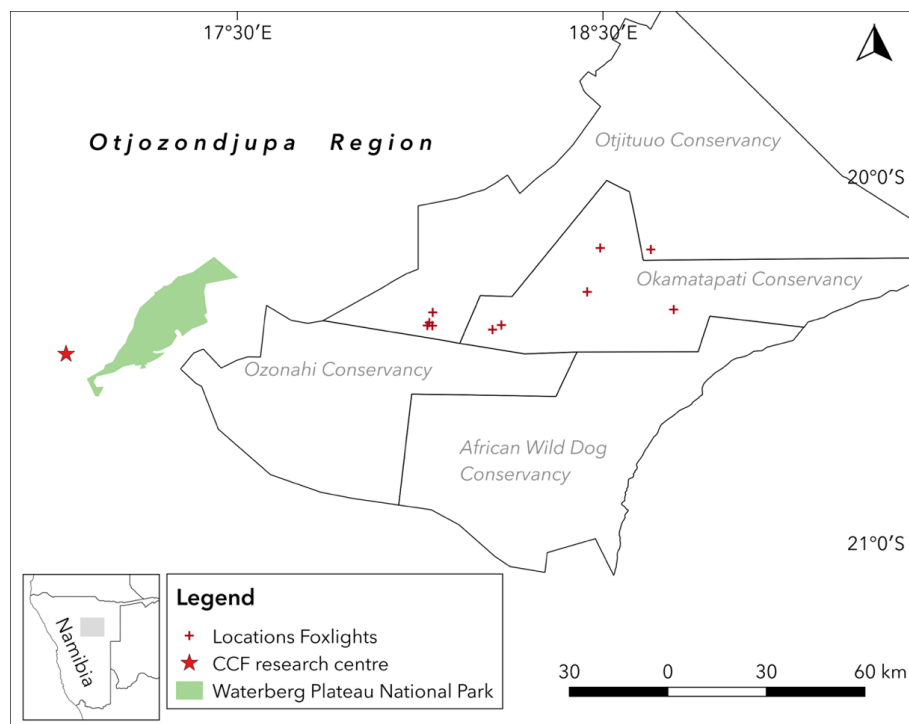 17°30′E
18°30′E
Otjozondjupa Region
Otjituuo Conservancy
20°0′S
Okamatapati Conservancy
Ozonahi Conservancy
African Wild Dog
Conservancy
21°0′S
Namibia
Legend
Locations Foxlights
CCF research centre
Waterberg Plateau National Park
30 0 30 60 km